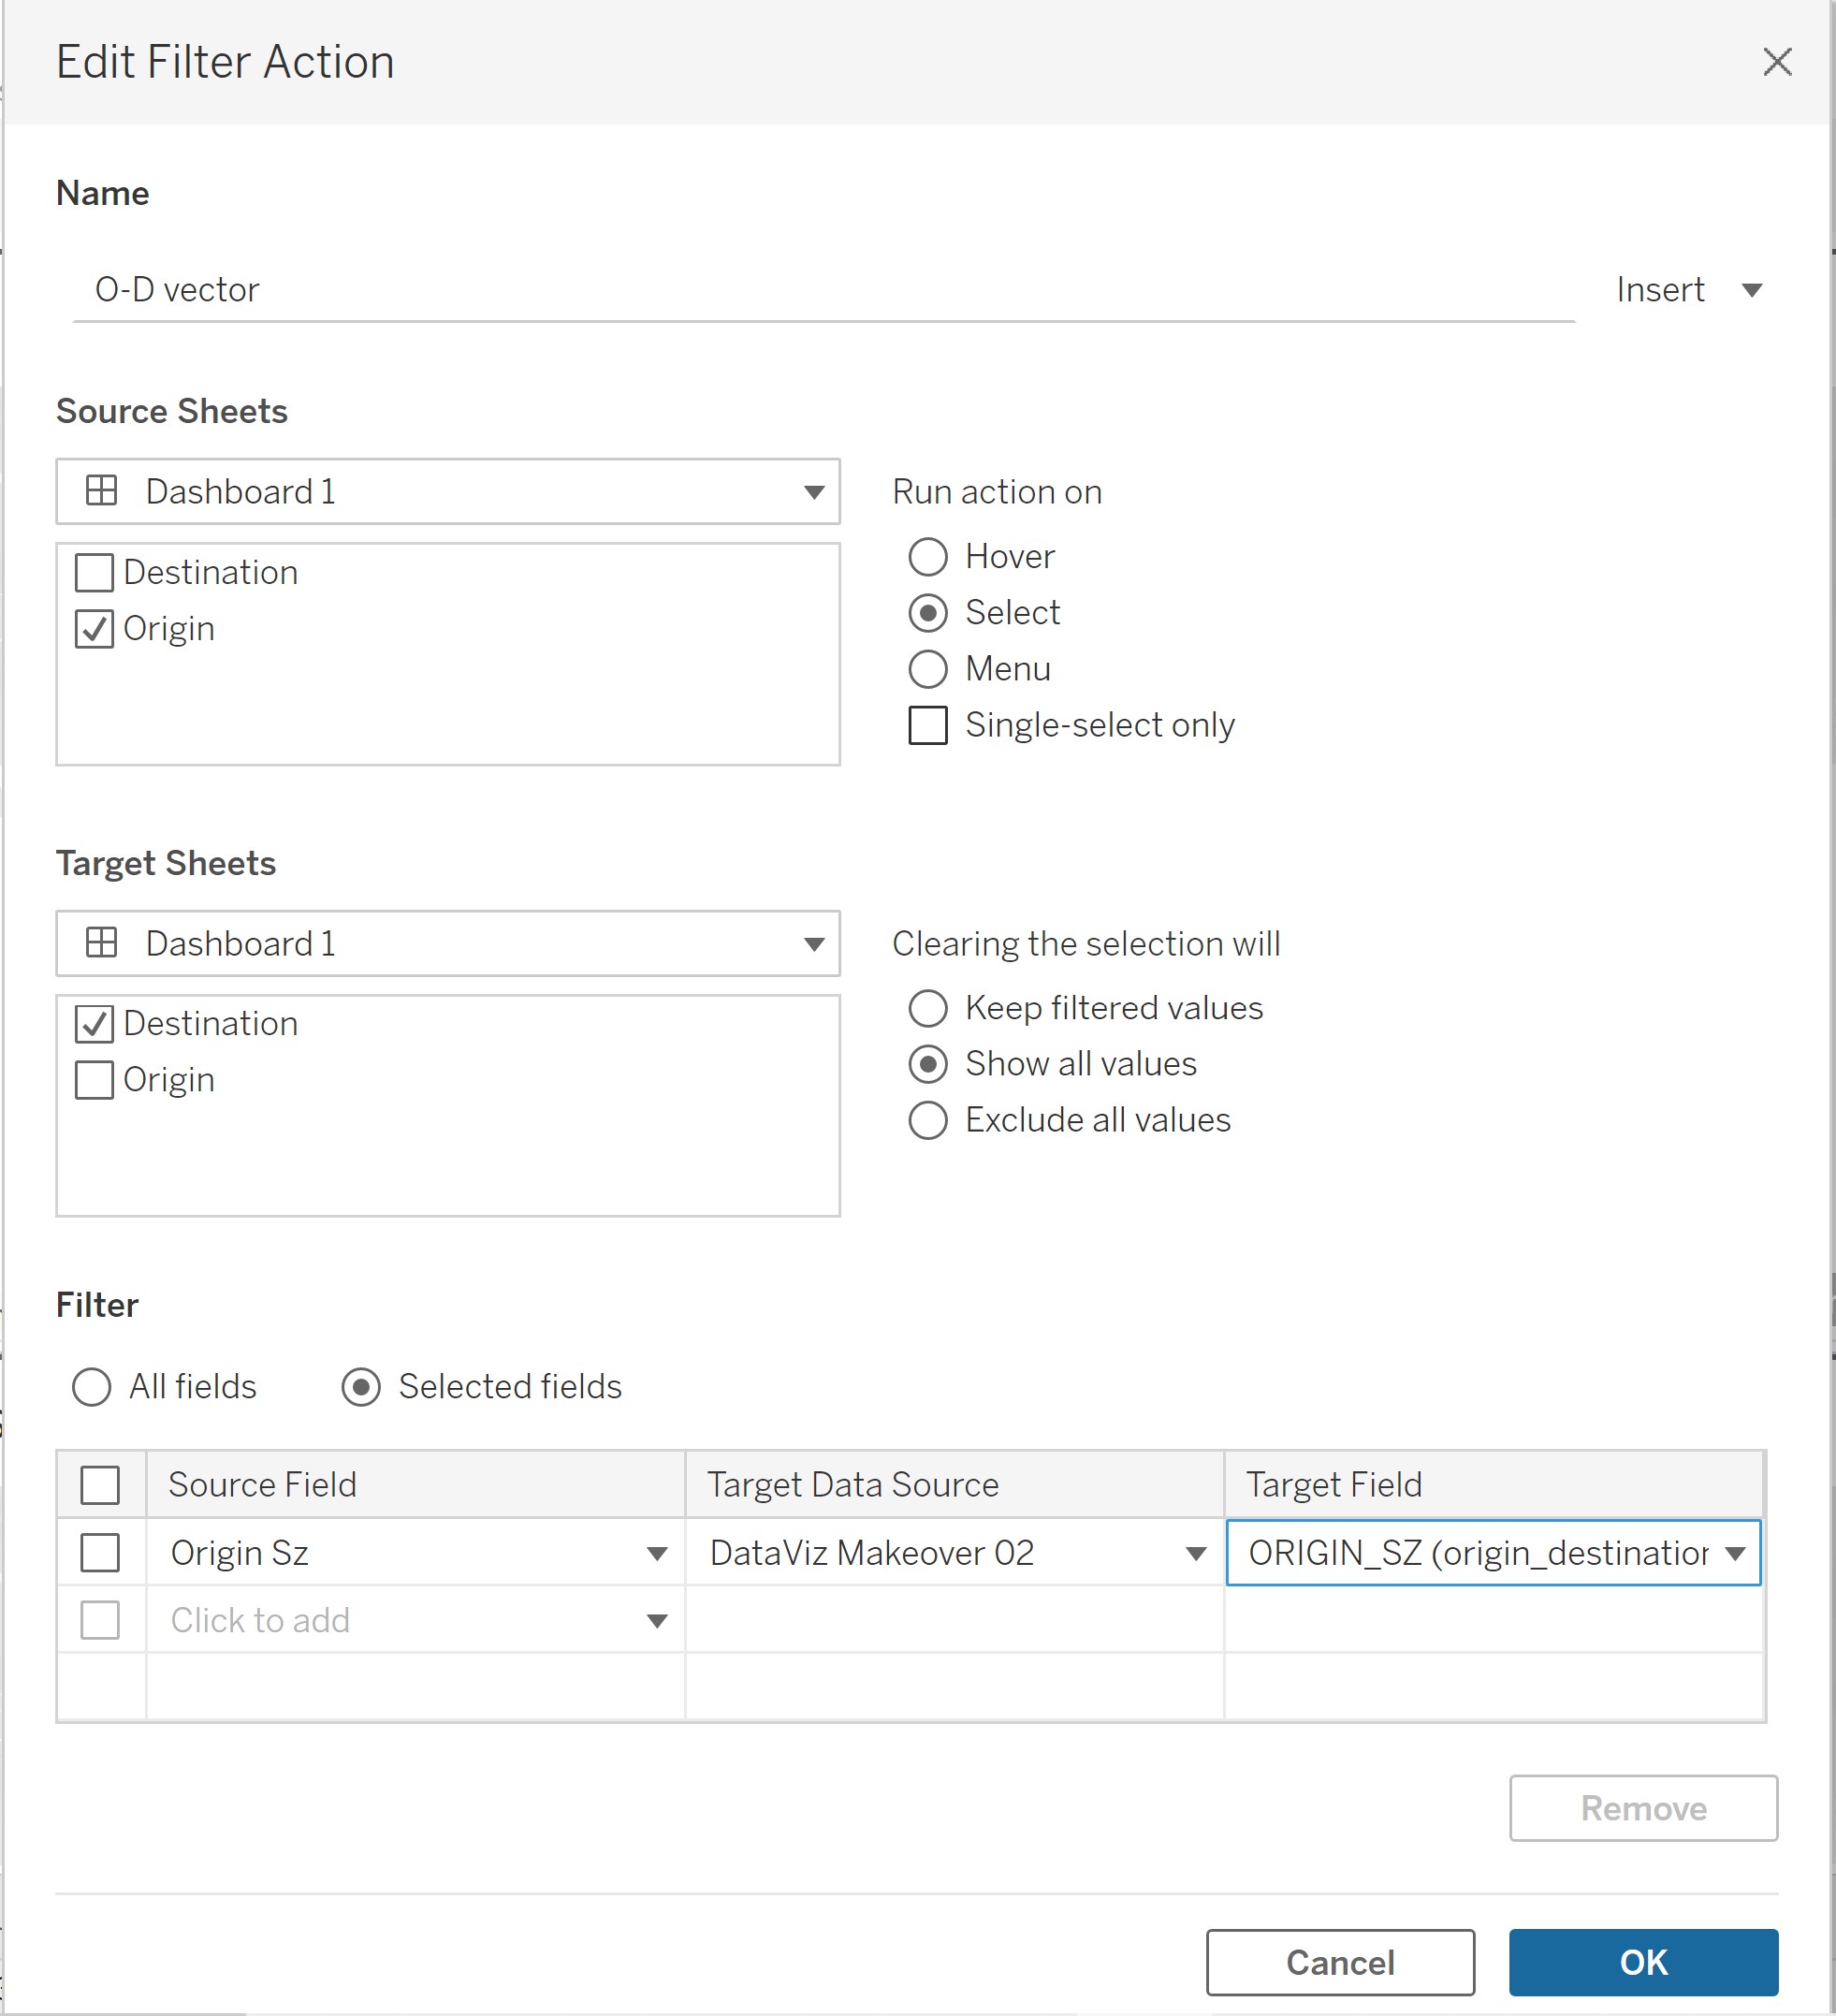 Edit Filter Action
Name
O-D vector
Insert
Source Sheets
Dashboard 1
Run action on
Destination
Origin
Hover
Select
Menu
Single-select only
Target Sheets
Dashboard 1
Clearing the selection will
Destination
Origin
Keep filtered values
Show all values
Exclude all values
Filter
All fields Selected fields
Source Field Target Data Source Target Field
Origin Sz DataViz Makeover 02 ORIGIN_SZ (origin_destination
Click to add
Remove
Cancel OK